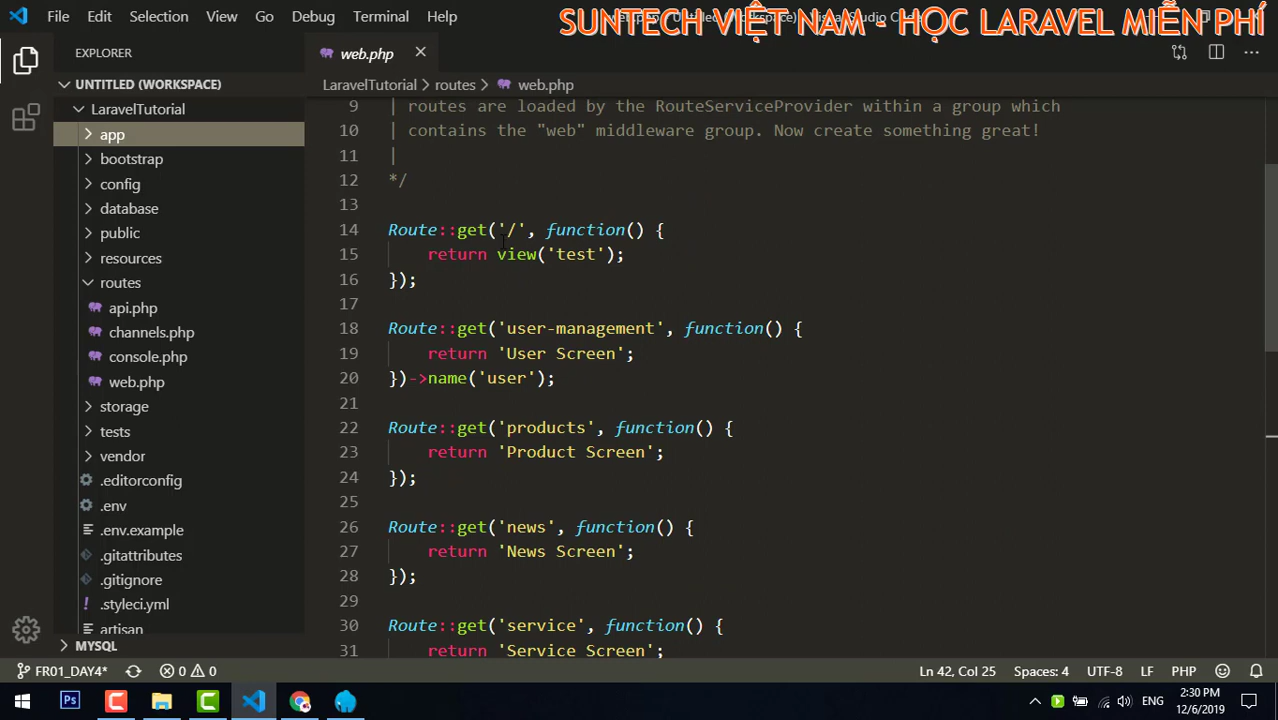 File Edit Selection View Go Debug Terminal Help
SUNTECH VIỆT NAM - HỌC LARAVEL MIỄN PHÍ
EXPLORER
web.php
UNTITLED (WORKSPACE)
LaravelTutorial
app
bootstrap
config
database
public
resources
routes
api.php
channels.php
console.php
web.php
storage
tests
vendor
.editorconfig
.env
.env.example
.gitattributes
.gitignore
.styleci.yml
artisan
MYSQL
LaravelTutorial > routes > web.php
9 | routes are loaded by the RouteServiceProvider within a group which
10 | contains the "web" middleware group. Now create something great!
11 |
12 */
13
14 Route::get('/', function() {
15 return view('test');
16 });
17
18 Route::get('user-management', function() {
19 return 'User Screen';
20 })->name('user');
21
22 Route::get('products', function() {
23 return 'Product Screen';
24 });
25
26 Route::get('news', function() {
27 return 'News Screen';
28 });
29
30 Route::get('service', function() {
31 return 'Service Screen';
FR01_DAY4* 0 0 Ln 42, Col 25 Spaces: 4 UTF-8 LF PHP
Ps ENG 2:30 PM
12/6/2019